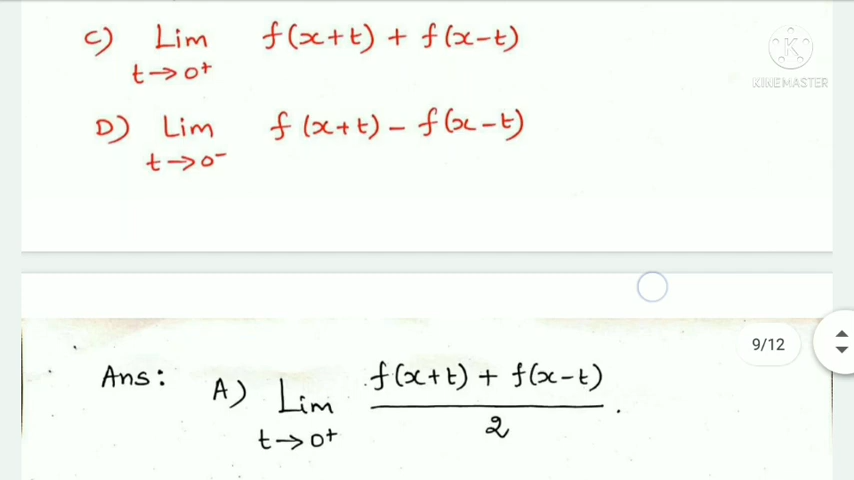 C) Lim f(x+t) + f(x-t)
t→0+
KINEMASTER
D) Lim f(x+t) - f(x-t)
t→0-
9/12
Ans: A) Lim f(x+t) + f(x-t)
t→0+ 2 .